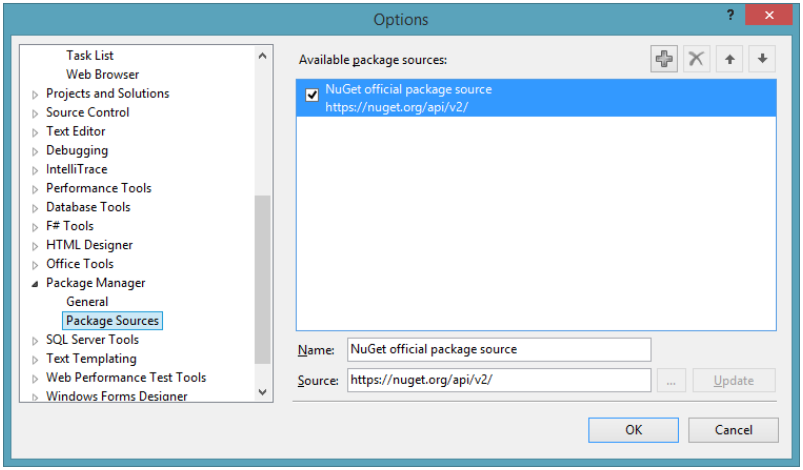 Options
?
Task List
Web Browser
Projects and Solutions
Source Control
Text Editor
Debugging
IntelliTrace
Performance Tools
Database Tools
F# Tools
HTML Designer
Office Tools
Package Manager
General
Package Sources
SQL Server Tools
Text Templating
Web Performance Test Tools
Windows Forms Designer
Available package sources:
NuGet official package source
https://nuget.org/api/v2/
Name: NuGet official package source
Source: https://nuget.org/api/v2/ ... Update
OK Cancel